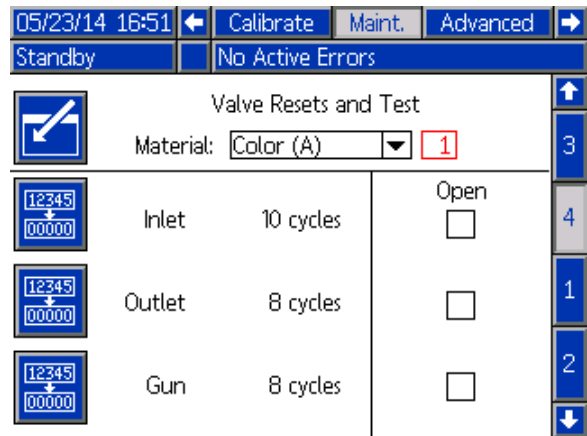 05/23/14 16:51 Calibrate Maint. Advanced
Standby No Active Errors
Valve Resets and Test
Material: Color (A) 1
3
Open
12345
00000
Inlet 10 cycles
4
12345
00000
Outlet 8 cycles
1
12345
00000
Gun 8 cycles
2